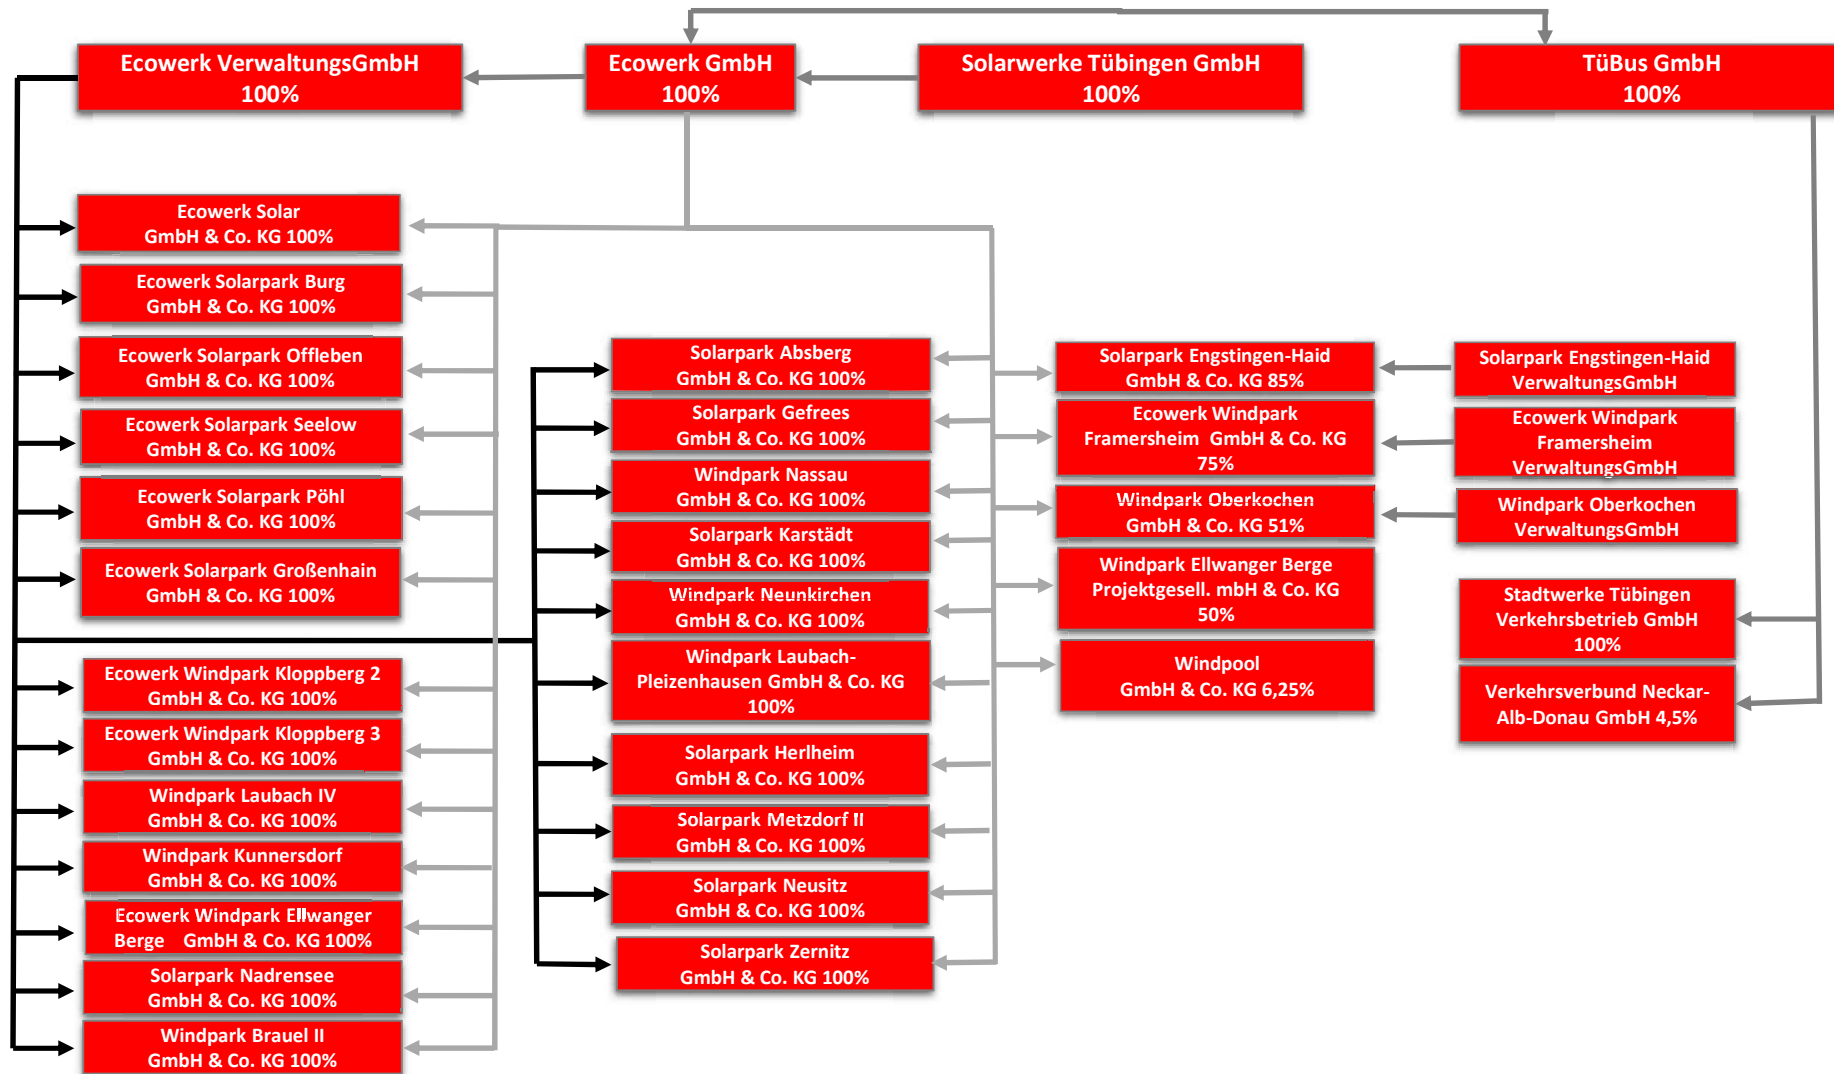 Ecowerk VerwaltungsGmbH
100%
Ecowerk GmbH
100%
Solarwerke Tübingen GmbH
100%
TüBus GmbH
100%
Ecowerk Solar
GmbH & Co. KG 100%
Ecowerk Solarpark Burg
GmbH & Co. KG 100%
Ecowerk Solarpark Offleben
GmbH & Co. KG 100%
Ecowerk Solarpark Seelow
GmbH & Co. KG 100%
Ecowerk Solarpark Pöhl
GmbH & Co. KG 100%
Ecowerk Solarpark Großenhain
GmbH & Co. KG 100%
Ecowerk Windpark Kloppberg 2
GmbH & Co. KG 100%
Ecowerk Windpark Kloppberg 3
GmbH & Co. KG 100%
Windpark Laubach IV
GmbH & Co. KG 100%
Windpark Kunnersdorf
GmbH & Co. KG 100%
Ecowerk Windpark Ellwanger
Berge GmbH & Co. KG 100%
Solarpark Nadrensee
GmbH & Co. KG 100%
Windpark Brauel II
GmbH & Co. KG 100%
Solarpark Absberg
GmbH & Co. KG 100%
Solarpark Gefrees
GmbH & Co. KG 100%
Windpark Nassau
GmbH & Co. KG 100%
Solarpark Karstädt
GmbH & Co. KG 100%
Windpark Neunkirchen
GmbH & Co. KG 100%
Windpark Laubach-
Pleizenhausen GmbH & Co. KG
100%
Solarpark Herlheim
GmbH & Co. KG 100%
Solarpark Metzdorf II
GmbH & Co. KG 100%
Solarpark Neusitz
GmbH & Co. KG 100%
Solarpark Zernitz
GmbH & Co. KG 100%
Solarpark Engstingen-Haid
GmbH & Co. KG 85%
Ecowerk Windpark
Framersheim GmbH & Co. KG
75%
Windpark Oberkochen
GmbH & Co. KG 51%
Windpark Ellwanger Berge
Projektgesell. mbH & Co. KG
50%
Windpool
GmbH & Co. KG 6,25%
Solarpark Engstingen-Haid
VerwaltungsGmbH
Ecowerk Windpark
Framersheim
VerwaltungsGmbH
Windpark Oberkochen
VerwaltungsGmbH
Stadtwerke Tübingen
Verkehrsbetrieb GmbH
100%
Verkehrsverbund Neckar-
Alb-Donau GmbH 4,5%